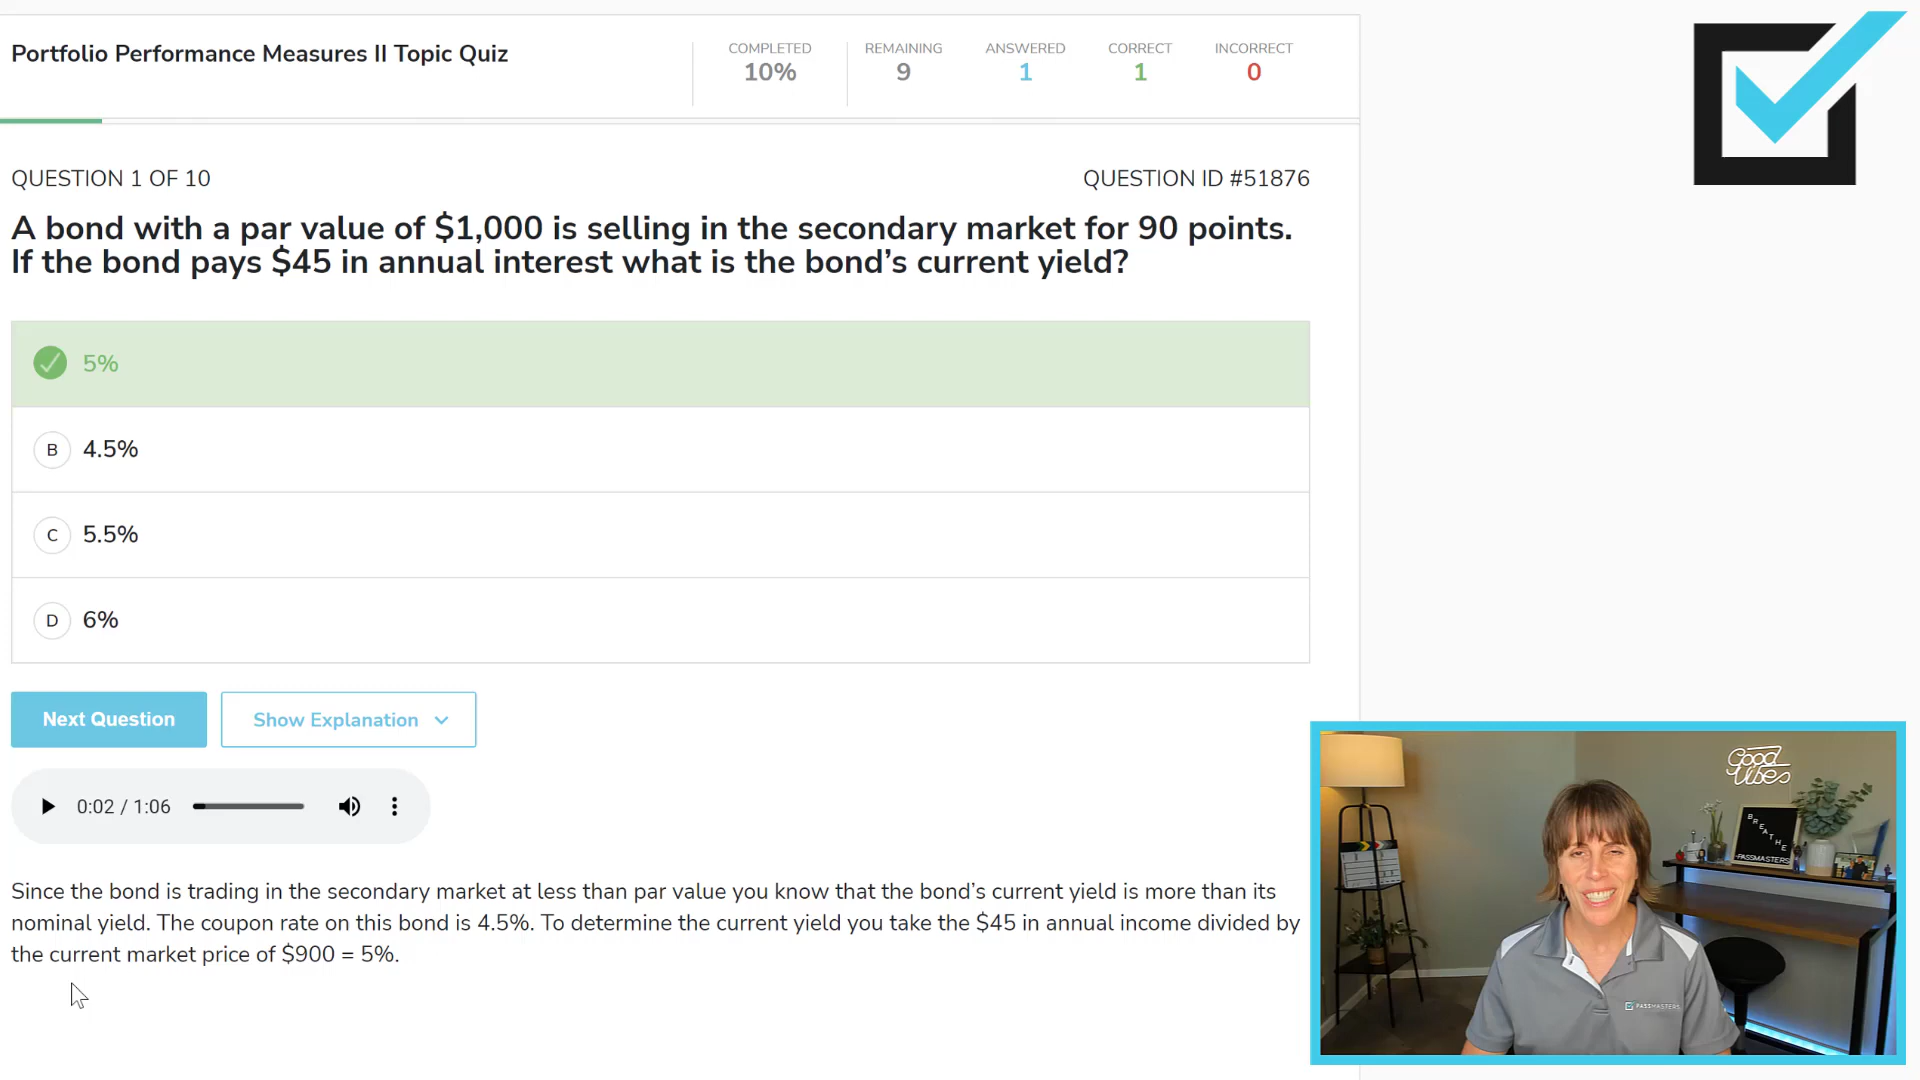 Portfolio Performance Measures II Topic Quiz
COMPLETED
10%
REMAINING
9
ANSWERED
1
CORRECT
1
INCORRECT
0
QUESTION 1 OF 10
QUESTION ID #51876
A bond with a par value of $1,000 is selling in the secondary market for 90 points.
If the bond pays $45 in annual interest what is the bond's current yield?
5%
B 4.5%
C 5.5%
D 6%
Next Question
Show Explanation
0:02 / 1:06
Since the bond is trading in the secondary market at less than par value you know that the bond's current yield is more than its
nominal yield. The coupon rate on this bond is 4.5%. To determine the current yield you take the $45 in annual income divided by
the current market price of $900 = 5%.
Good
Vibes
BREATHE
-PASSMASTERS
PASSMASTERS